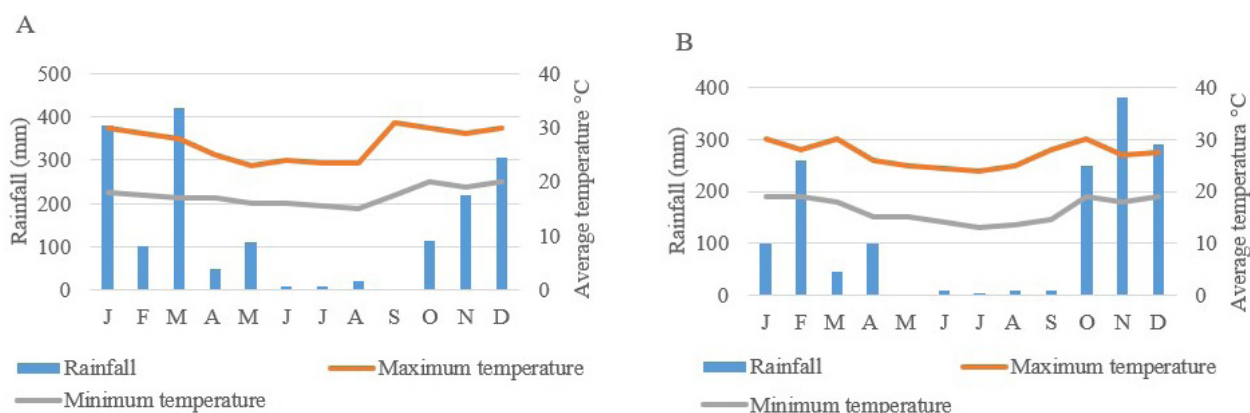 A
Rainfall (mm)
500
400
300
200
100
0
40
30
20
10
0
Average temperature °C
J F M A M J J A S O N D
Rainfall
Maximum temperature
Minimum temperature
B
Rainfall (mm)
400
300
200
100
0
40
30
20
10
0
Average temperatura °C
J F M A M J J A S O N D
Rainfall
Maximum temperature
Minimum temperature